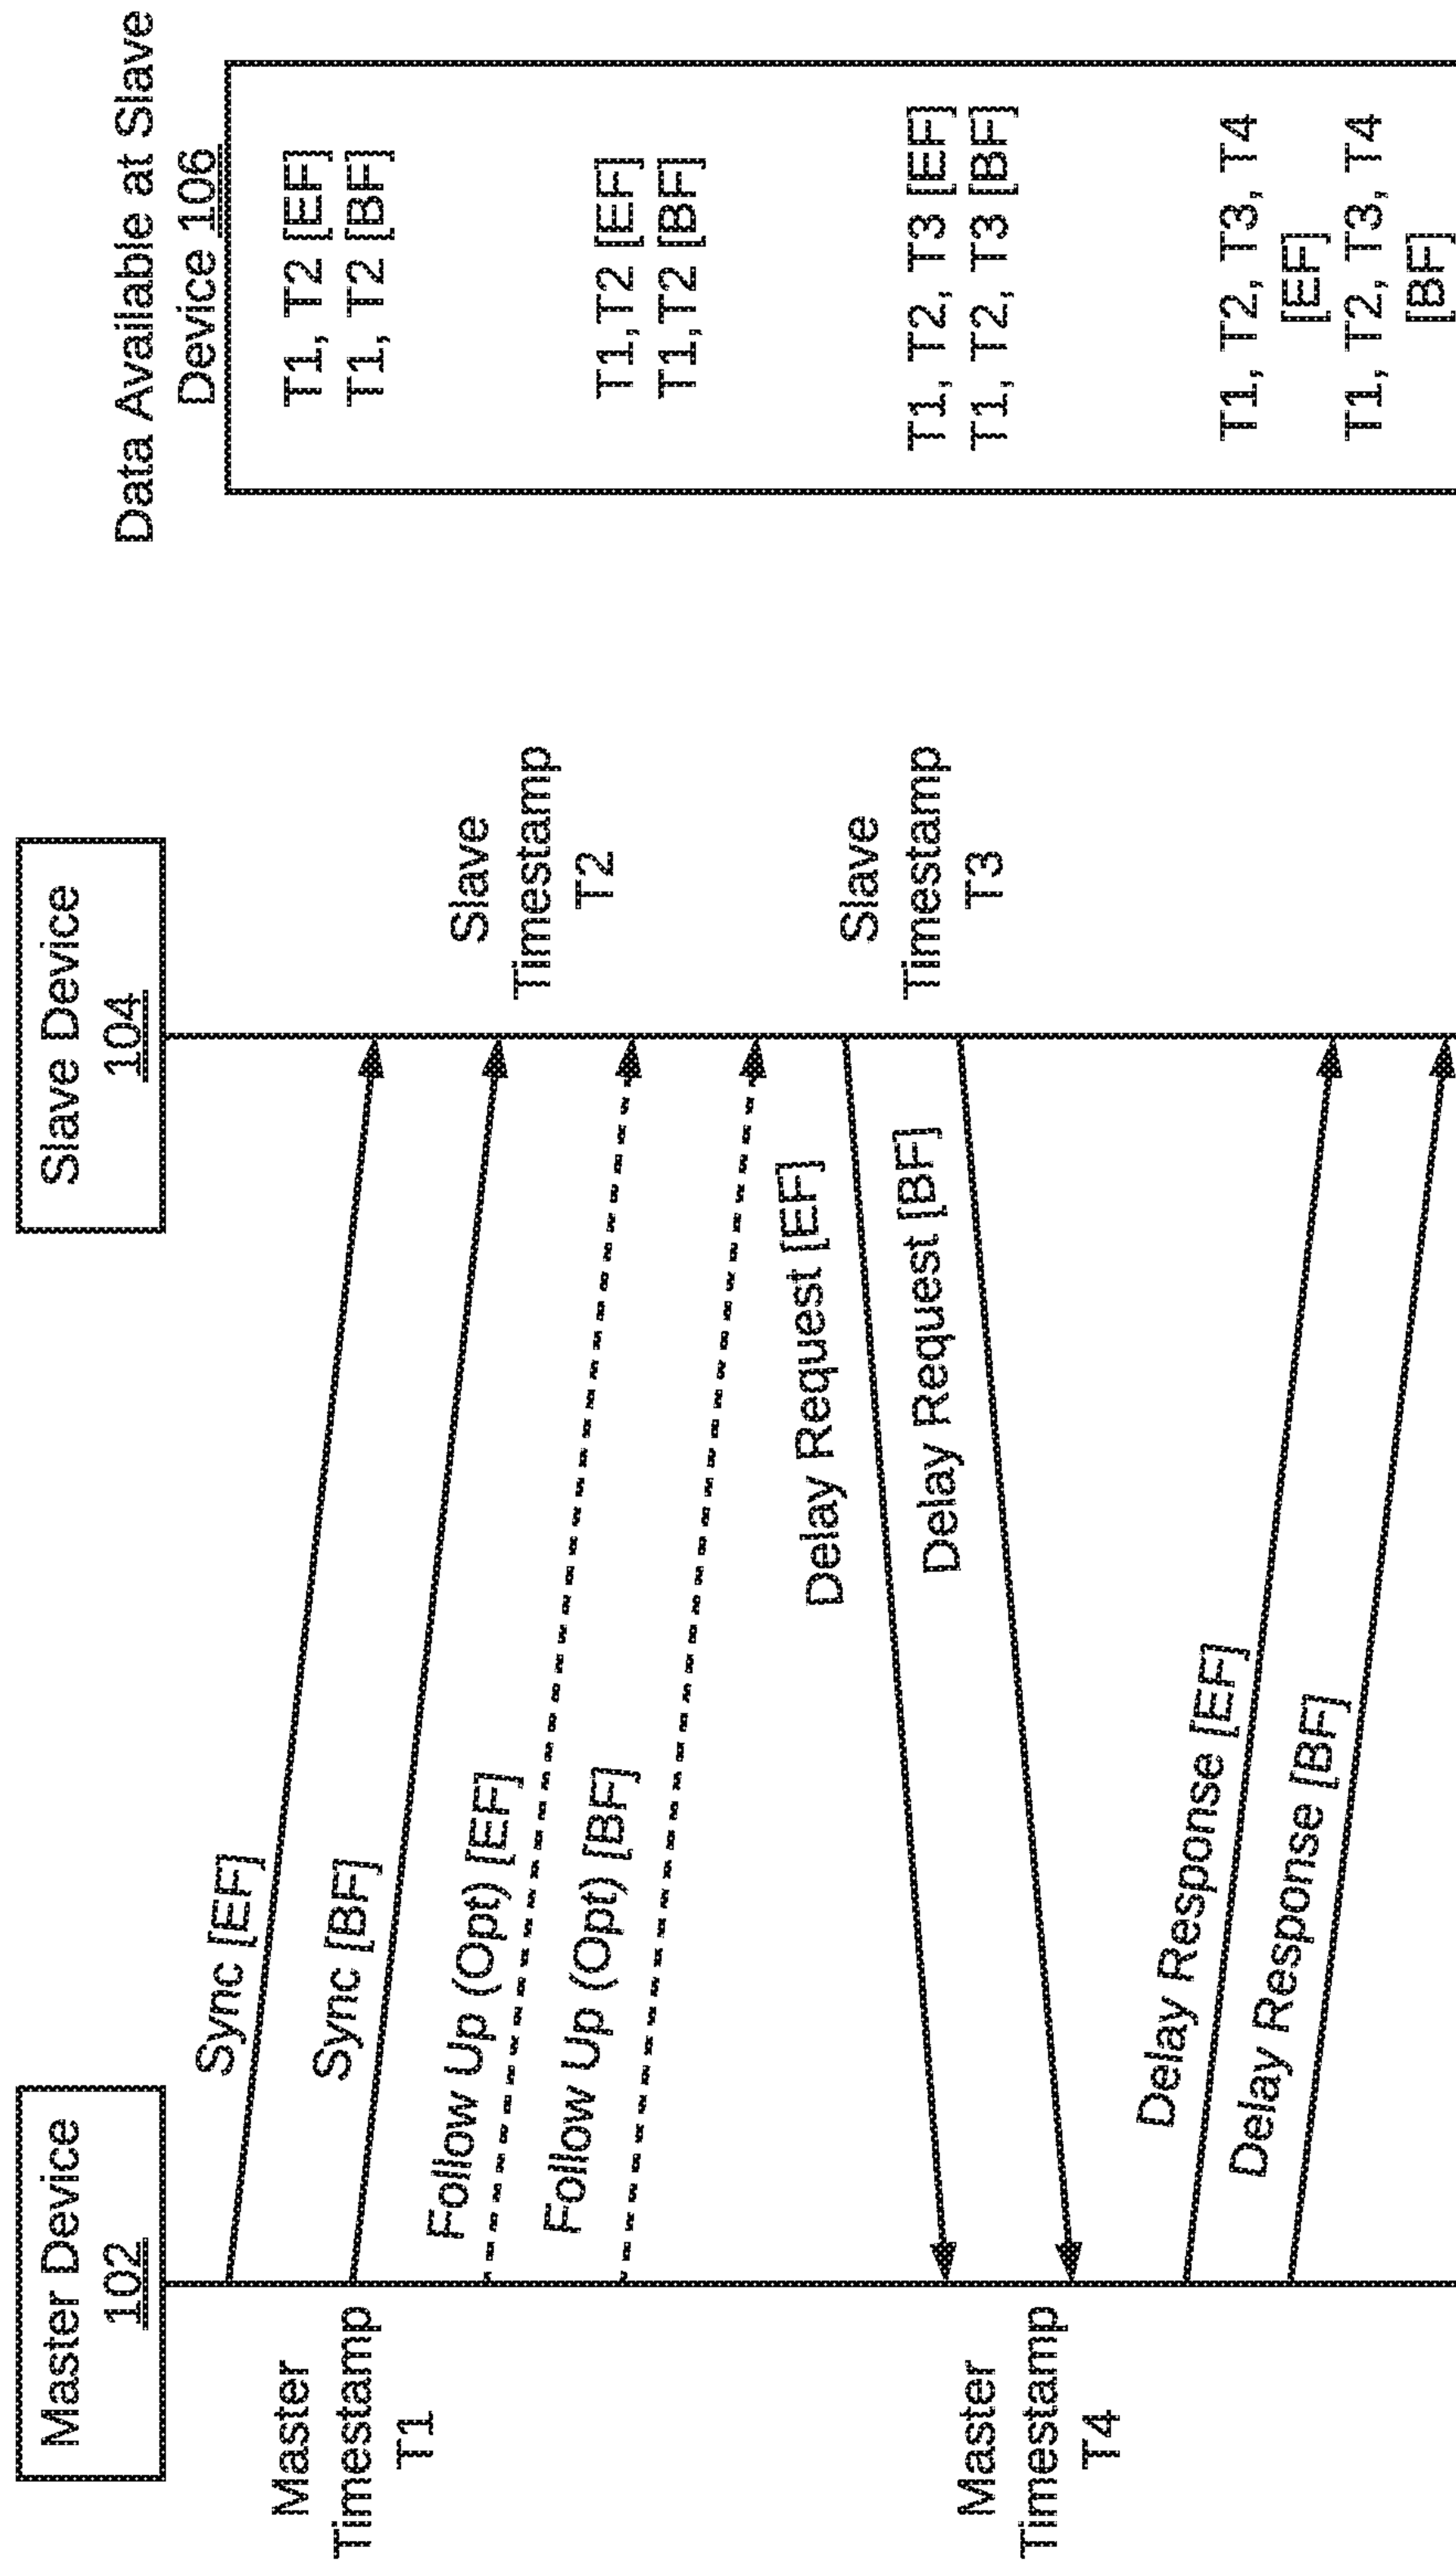 Master Device
102
Slave Device
104
Data Available at Slave
Device 106
Master
Timestamp
T1
Sync [EF]
Sync [BF]
Follow Up (Opt) [EF]
Follow Up (Opt) [BF]
Slave
Timestamp
T2
Delay Request [EF]
Delay Request [BF]
Slave
Timestamp
T3
Master
Timestamp
T4
Delay Response [EF]
Delay Response [BF]
T1, T2 [EF]
T1, T2 [BF]
T1,T2 [EF]
T1,T2 [BF]
T1, T2, T3 [EF]
T1, T2, T3 [BF]
T1, T2, T3, T4
[EF]
T1, T2, T3, T4
[BF]